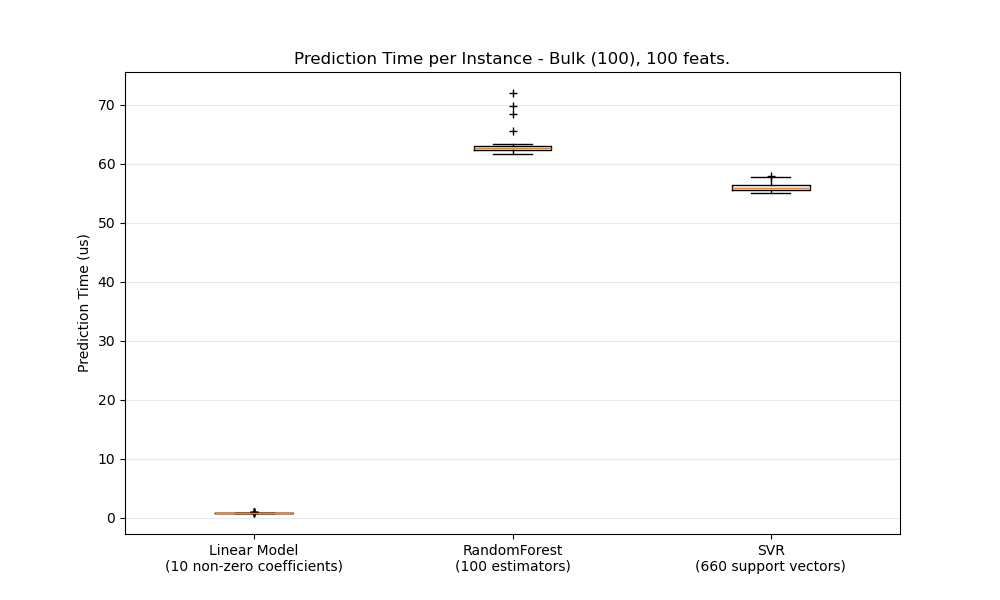 Prediction Time per Instance - Bulk (100), 100 feats.
Prediction Time (us)
70
60
50
40
30
20
10
0
Linear Model
(10 non-zero coefficients)
RandomForest
(100 estimators)
SVR
(660 support vectors)